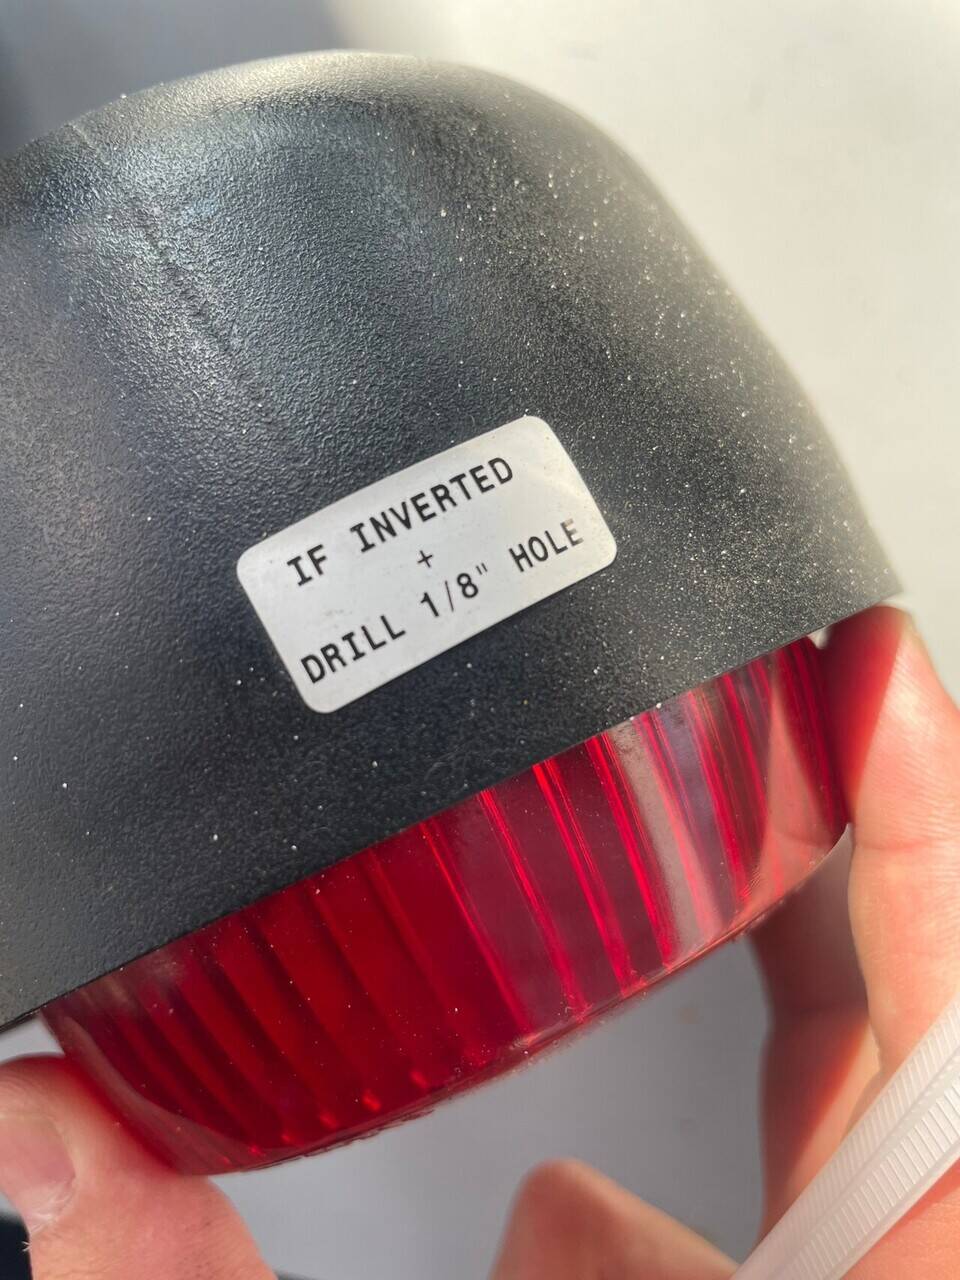 IF INVERTED
+
DRILL 1/8" HOLE